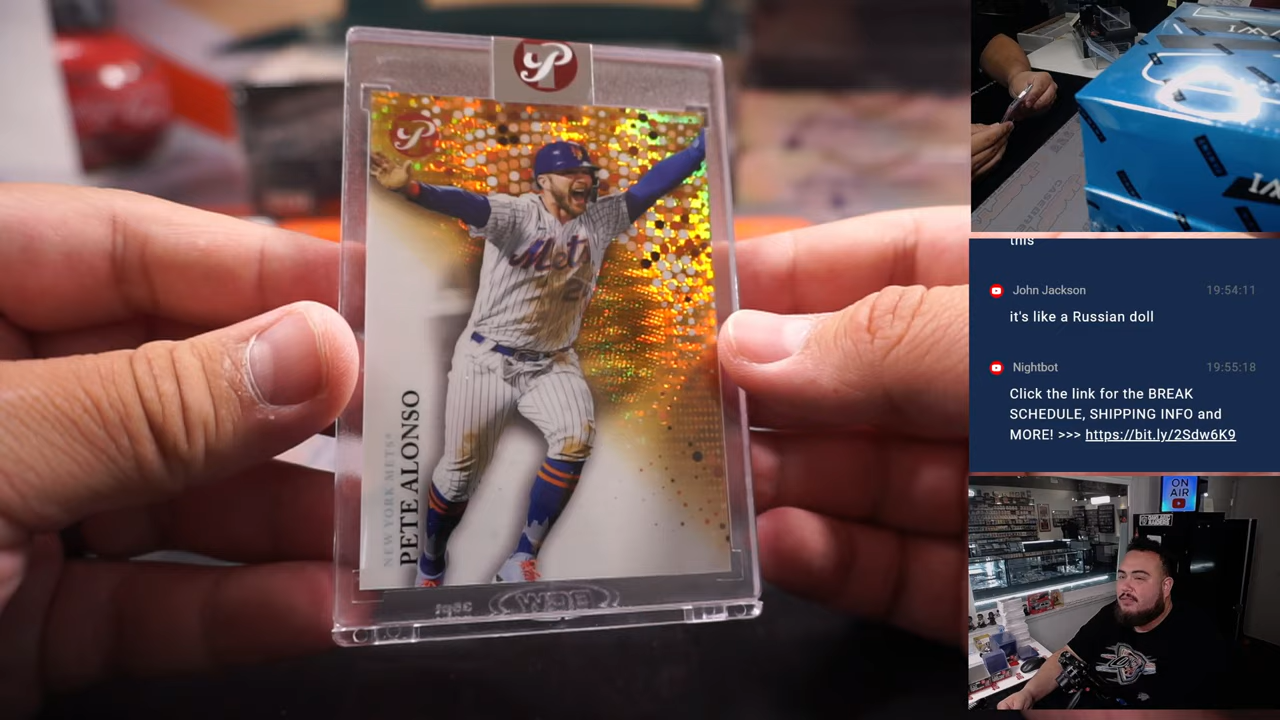 P
P
Mets
2
NEW YORK METS®
PETE ALONSO
this
John Jackson 19:54:11
it's like a Russian doll
Nightbot 19:55:18
Click the link for the BREAK
SCHEDULE, SHIPPING INFO and
MORE! >>> https://bit.ly/2Sdw6K9
ON
AIR